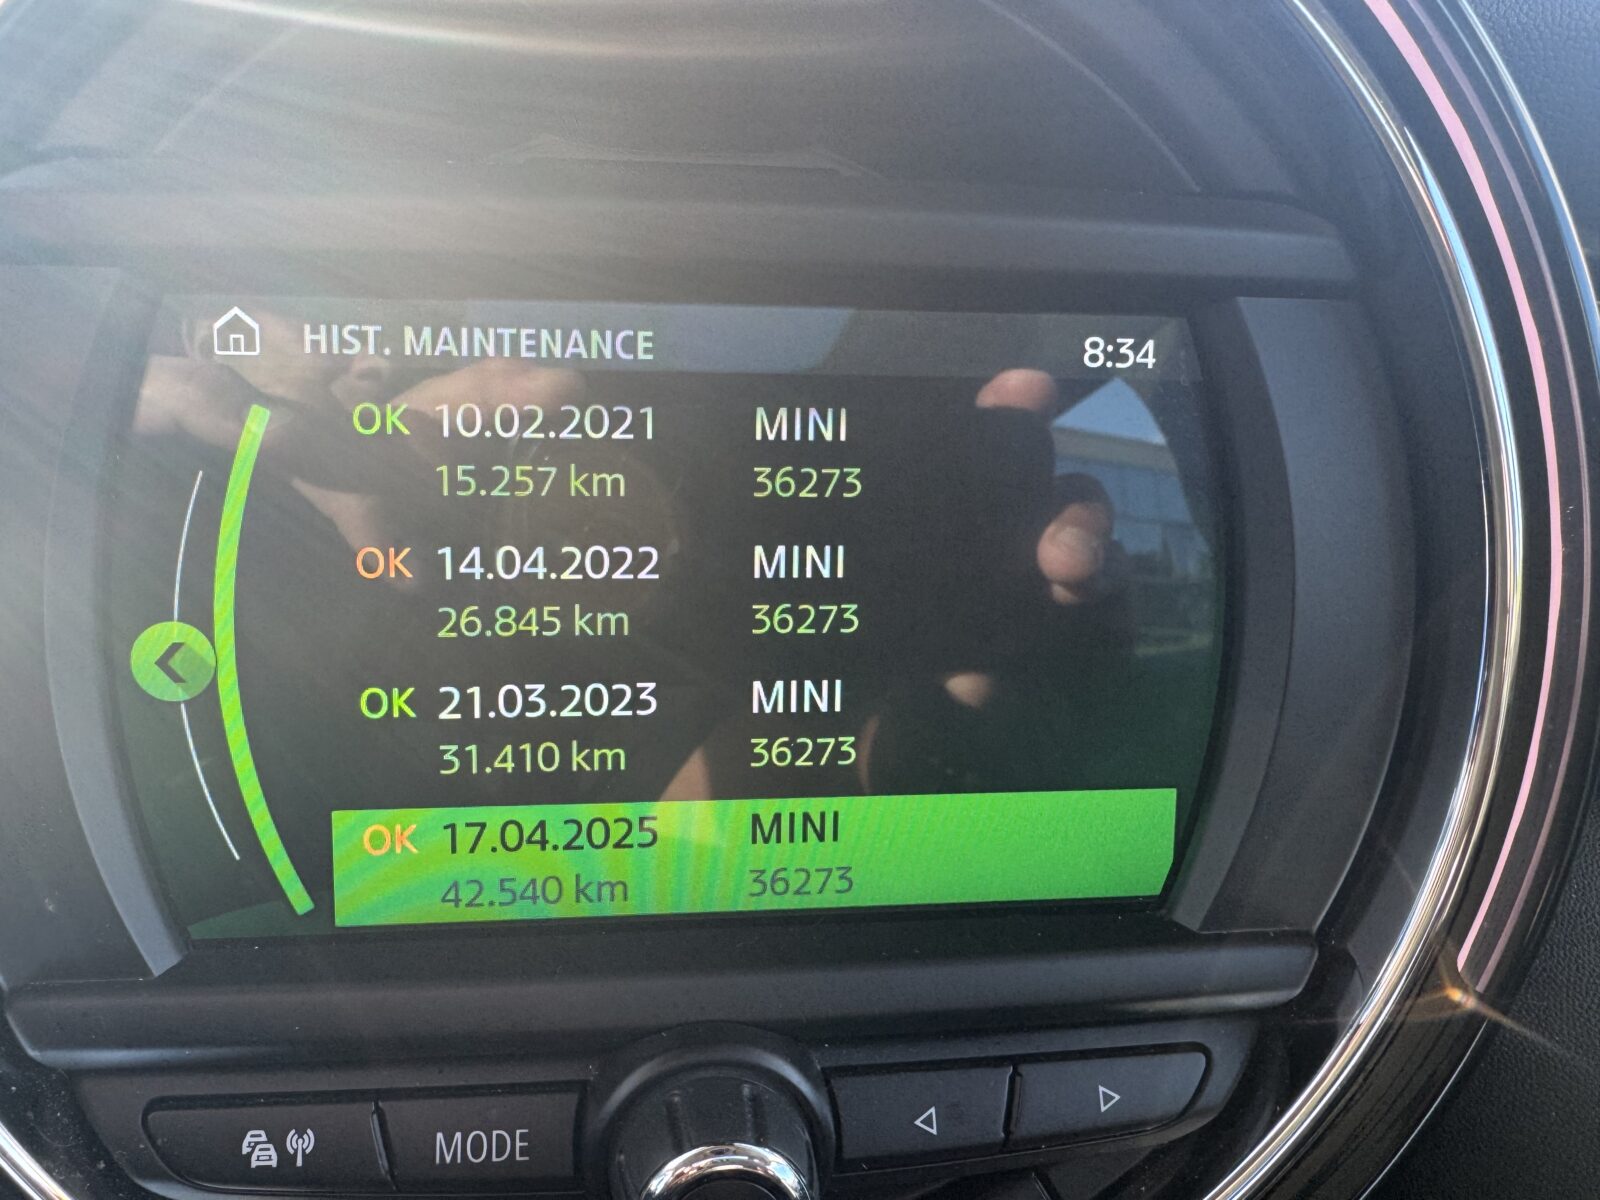 HIST. MAINTENANCE 8:34
OK 10.02.2021 MINI
15.257 km 36273
OK 14.04.2022 MINI
26.845 km 36273
OK 21.03.2023 MINI
31.410 km 36273
OK 17.04.2025 MINI
42.540 km 36273
MODE